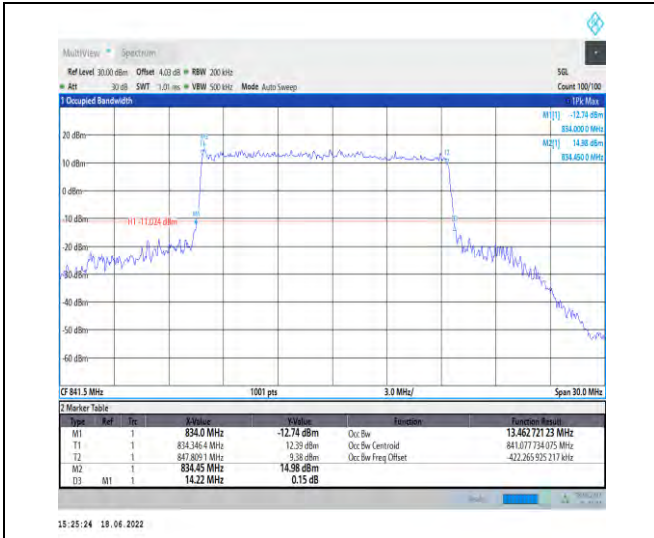 MultiView Spectrum
Ref Level 30.00 dBm Offset 4.03 dB RBW 200 kHz SGL
Att 30 dB SWT 1.01 ms VBW 500 kHz Mode Auto Sweep Count 100/100
1 Occupied Bandwidth 1Pk Max
M1[1] -12.74 dBm
834.000 0 MHz
M2[1] 14.98 dBm
834.450 0 MHz
20 dBm
10 dBm
0 dBm
-10 dBm
H1 -11.024 dBm
-20 dBm
-30 dBm
-40 dBm
-50 dBm
-60 dBm
CF 841.5 MHz 1001 pts 3.0 MHz/ Span 30.0 MHz
2 Marker Table
Type Ref Trc X-Value Y-Value Function Function Result
M1 1 834.0 MHz -12.74 dBm Occ Bw 13.462 721 23 MHz
T1 1 834.346 4 MHz 12.39 dBm Occ Bw Centroid 841.077 734 075 MHz
T2 1 847.809 1 MHz 9.38 dBm Occ Bw Freq Offset -422.265 925 217 kHz
M2 1 834.45 MHz 14.98 dBm
D3 M1 1 14.22 MHz 0.15 dB
15:25:24 18.06.2022